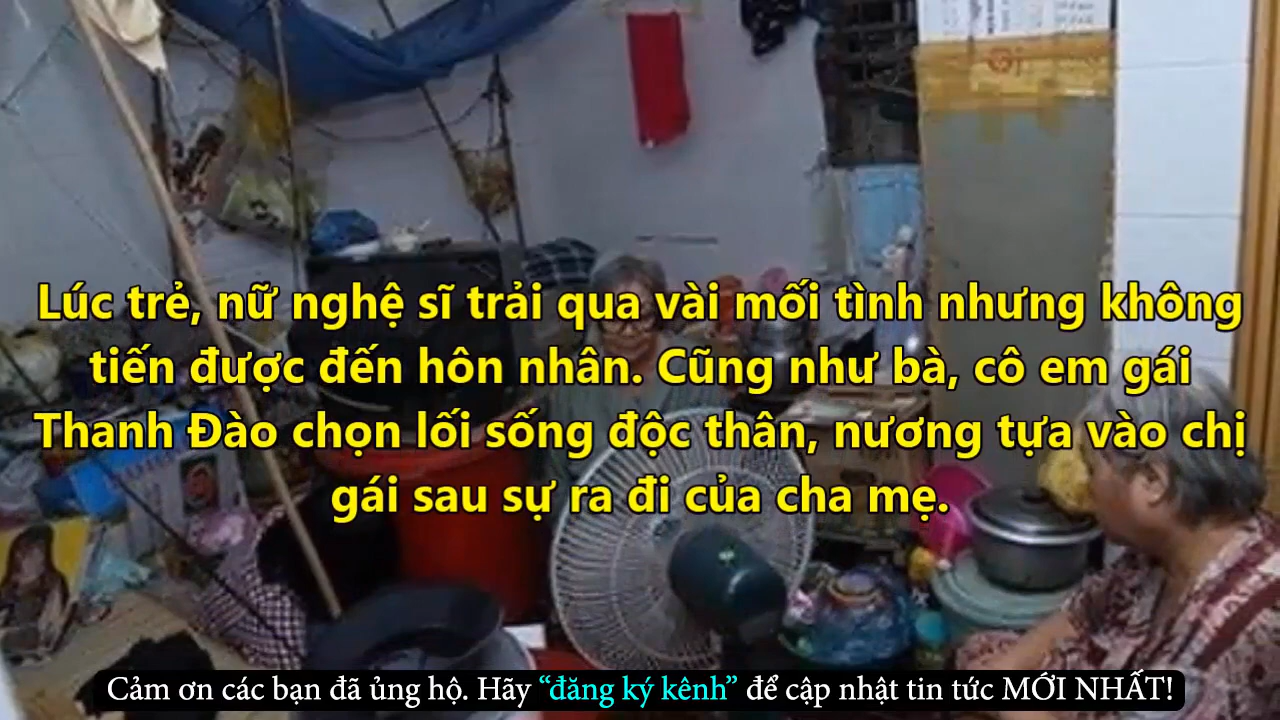 Lúc trẻ, nữ nghệ sĩ trải qua vài mối tình nhưng không
tiến được đến hôn nhân. Cũng như bà, cô em gái
Thanh Đào chọn lối sống độc thân, nương tựa vào chị
gái sau sự ra đi của cha mẹ.
Cảm ơn các bạn đã ủng hộ. Hãy “đăng ký kênh” để cập nhật tin tức MỚI NHẤT!